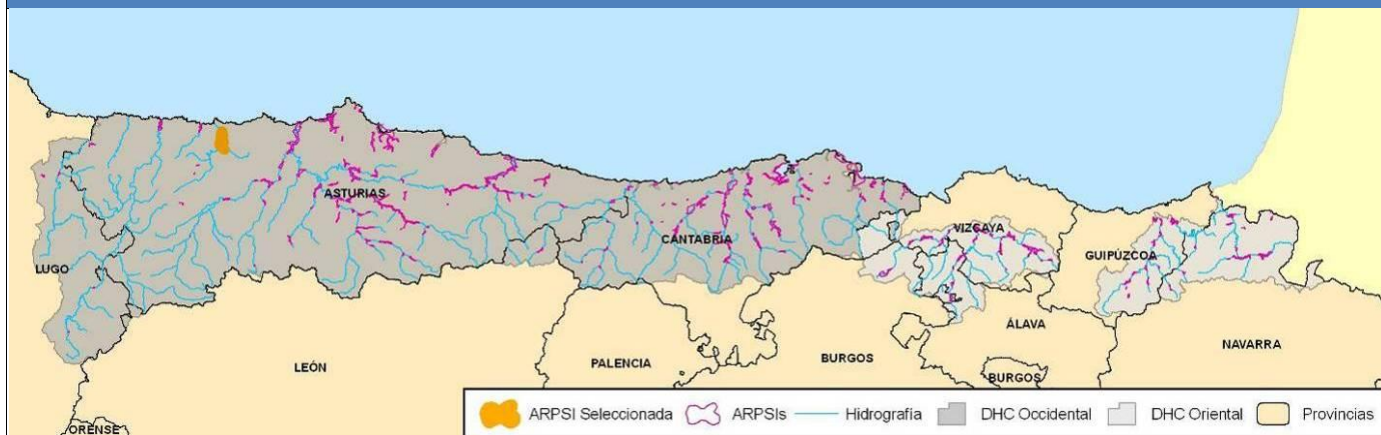 ASTURIAS
CANTABRIA
VIZCAYA
GUIPÚZCOA
LUGO
ÁLAVA
NAVARRA
LEÓN
PALENCIA
BURGOS
BURGOS
ORENSE
ARPSI Seleccionada ARPSIs Hidrografía DHC Occidental DHC Oriental Provincias